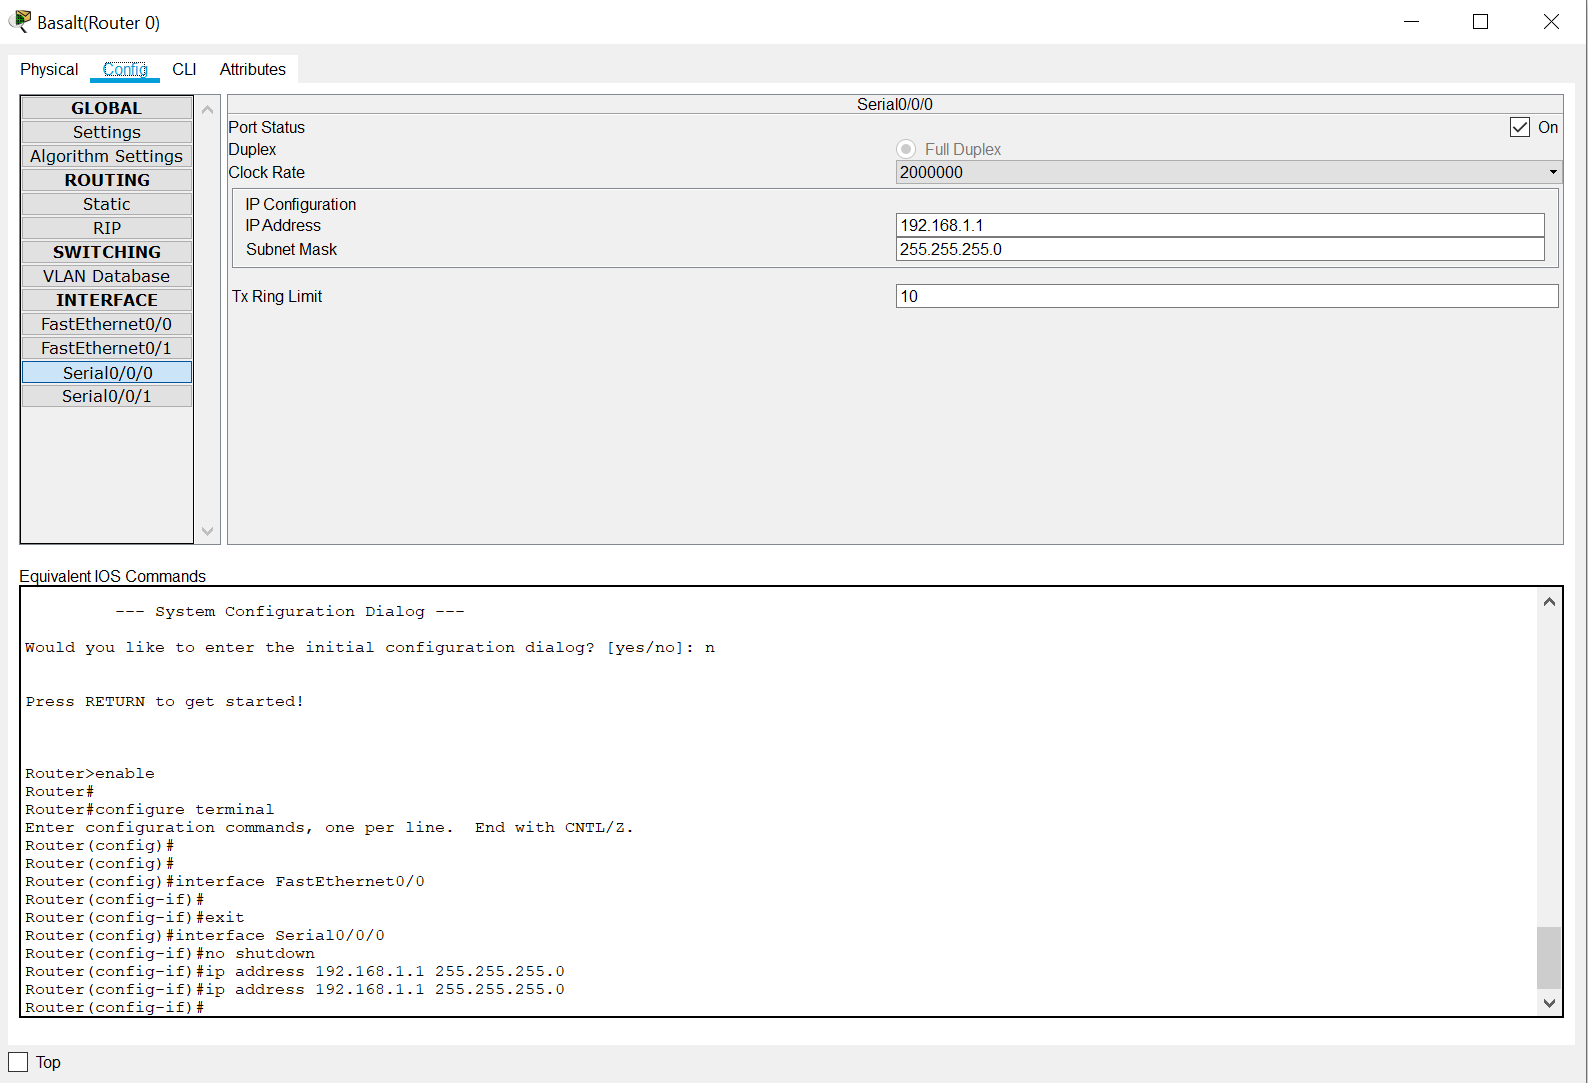 Basalt(Router 0)
Physical Config CLI Attributes
GLOBAL
Settings
Algorithm Settings
ROUTING
Static
RIP
SWITCHING
VLAN Database
INTERFACE
FastEthernet0/0
FastEthernet0/1
Serial0/0/0
Serial0/0/1
Serial0/0/0
Port Status On
Duplex Full Duplex
Clock Rate 2000000
IP Configuration
IP Address 192.168.1.1
Subnet Mask 255.255.255.0
Tx Ring Limit 10
Equivalent IOS Commands
--- System Configuration Dialog ---
Would you like to enter the initial configuration dialog? [yes/no]: n
Press RETURN to get started!
Router>enable
Router#
Router#configure terminal
Enter configuration commands, one per line.  End with CNTL/Z.
Router(config)#
Router(config)#
Router(config)#interface FastEthernet0/0
Router(config-if)#
Router(config-if)#exit
Router(config)#interface Serial0/0/0
Router(config-if)#no shutdown
Router(config-if)#ip address 192.168.1.1 255.255.255.0
Router(config-if)#ip address 192.168.1.1 255.255.255.0
Router(config-if)#
Top